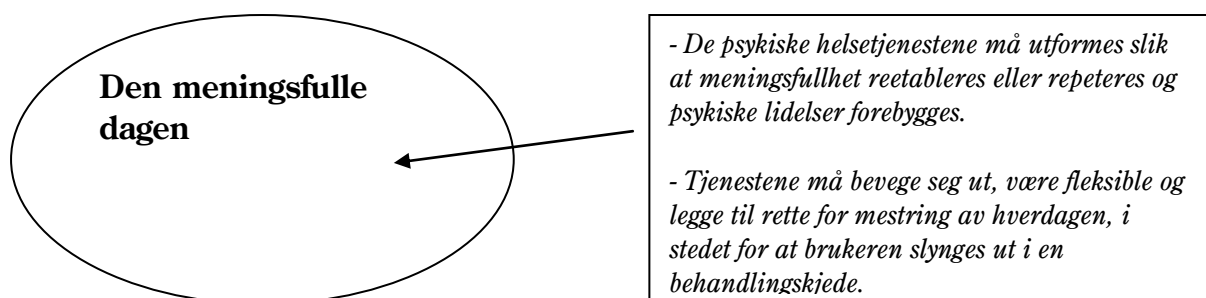 Den meningsfulle
dagen
- De psykiske helsetjenestene må utformes slik
at meningsfullhet reetableres eller repeteres og
psykiske lidelser forebygges.
- Tjenestene må bevege seg ut, være fleksible og
legge til rette for mestring av hverdagen, i
stedet for at brukeren slynges ut i en
behandlingskjede.